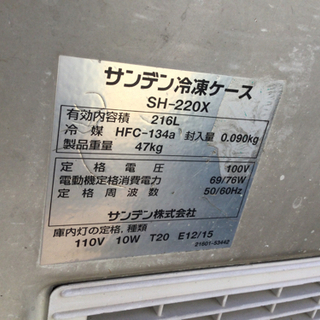 サンデン冷凍ケース
SH-220X
有効内容積 216L
冷媒 HFC-134a 封入量 0.090kg
製品重量 47kg
定格電圧 100V
電動機定格消費電力 69/76W
定格周波数 50/60Hz
サンデン株式会社
庫内灯の定格,種類
110V 10W T20 E12/15
21601-53442